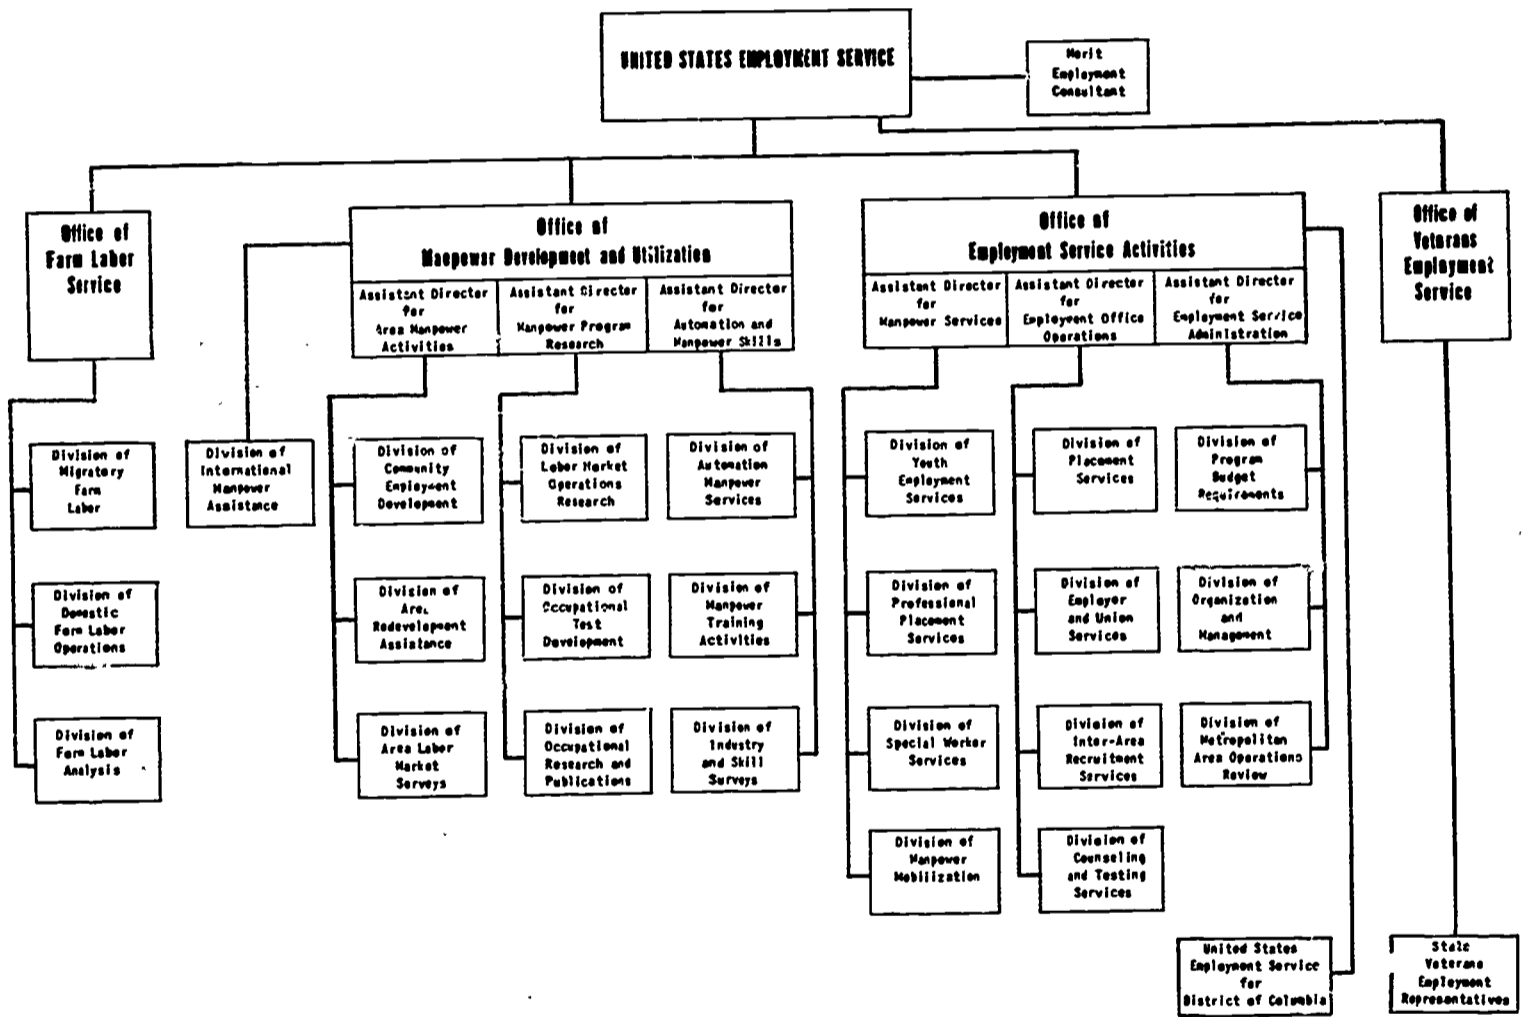 UNITED STATES EMPLOYMENT SERVICE
Merit
Employment
Consultant
Office of
Farm Labor
Service
Office of
Manpower Development and Utilization
Assistant Director
for
Area Manpower
Activities
Assistant Director
for
Manpower Program
Research
Assistant Director
for
Automation and
Manpower Skills
Office of
Employment Service Activities
Assistant Director
for
Manpower Services
Assistant Director
for
Employment Office
Operations
Assistant Director
for
Employment Service
Administration
Office of
Veterans
Employment
Service
Division of
Migratory
Farm
Labor
Division of
International
Manpower
Assistance
Division of
Community
Employment
Development
Division of
Labor Market
Operations
Research
Division of
Automation
Manpower
Services
Division of
Youth
Employment
Services
Division of
Placement
Services
Division of
Program
Budget
Requirements
Division of
Domestic
Farm Labor
Operations
Division of
Area
Redevelopment
Assistance
Division of
Occupational
Test
Development
Division of
Manpower
Training
Activities
Division of
Professional
Placement
Services
Division of
Employer
and Union
Services
Division of
Organization
and
Management
Division of
Farm Labor
Analysis
Division of
Area Labor
Market
Surveys
Division of
Occupational
Research and
Publications
Division of
Industry
and Skill
Surveys
Division of
Special Worker
Services
Division of
Inter-Area
Recruitment
Services
Division of
Metropolitan
Area Operations
Review
Division of
Manpower
Mobilization
Division of
Counseling
and Testing
Services
United States
Employment Service
for
District of Columbia
State
Veterans
Employment
Representatives